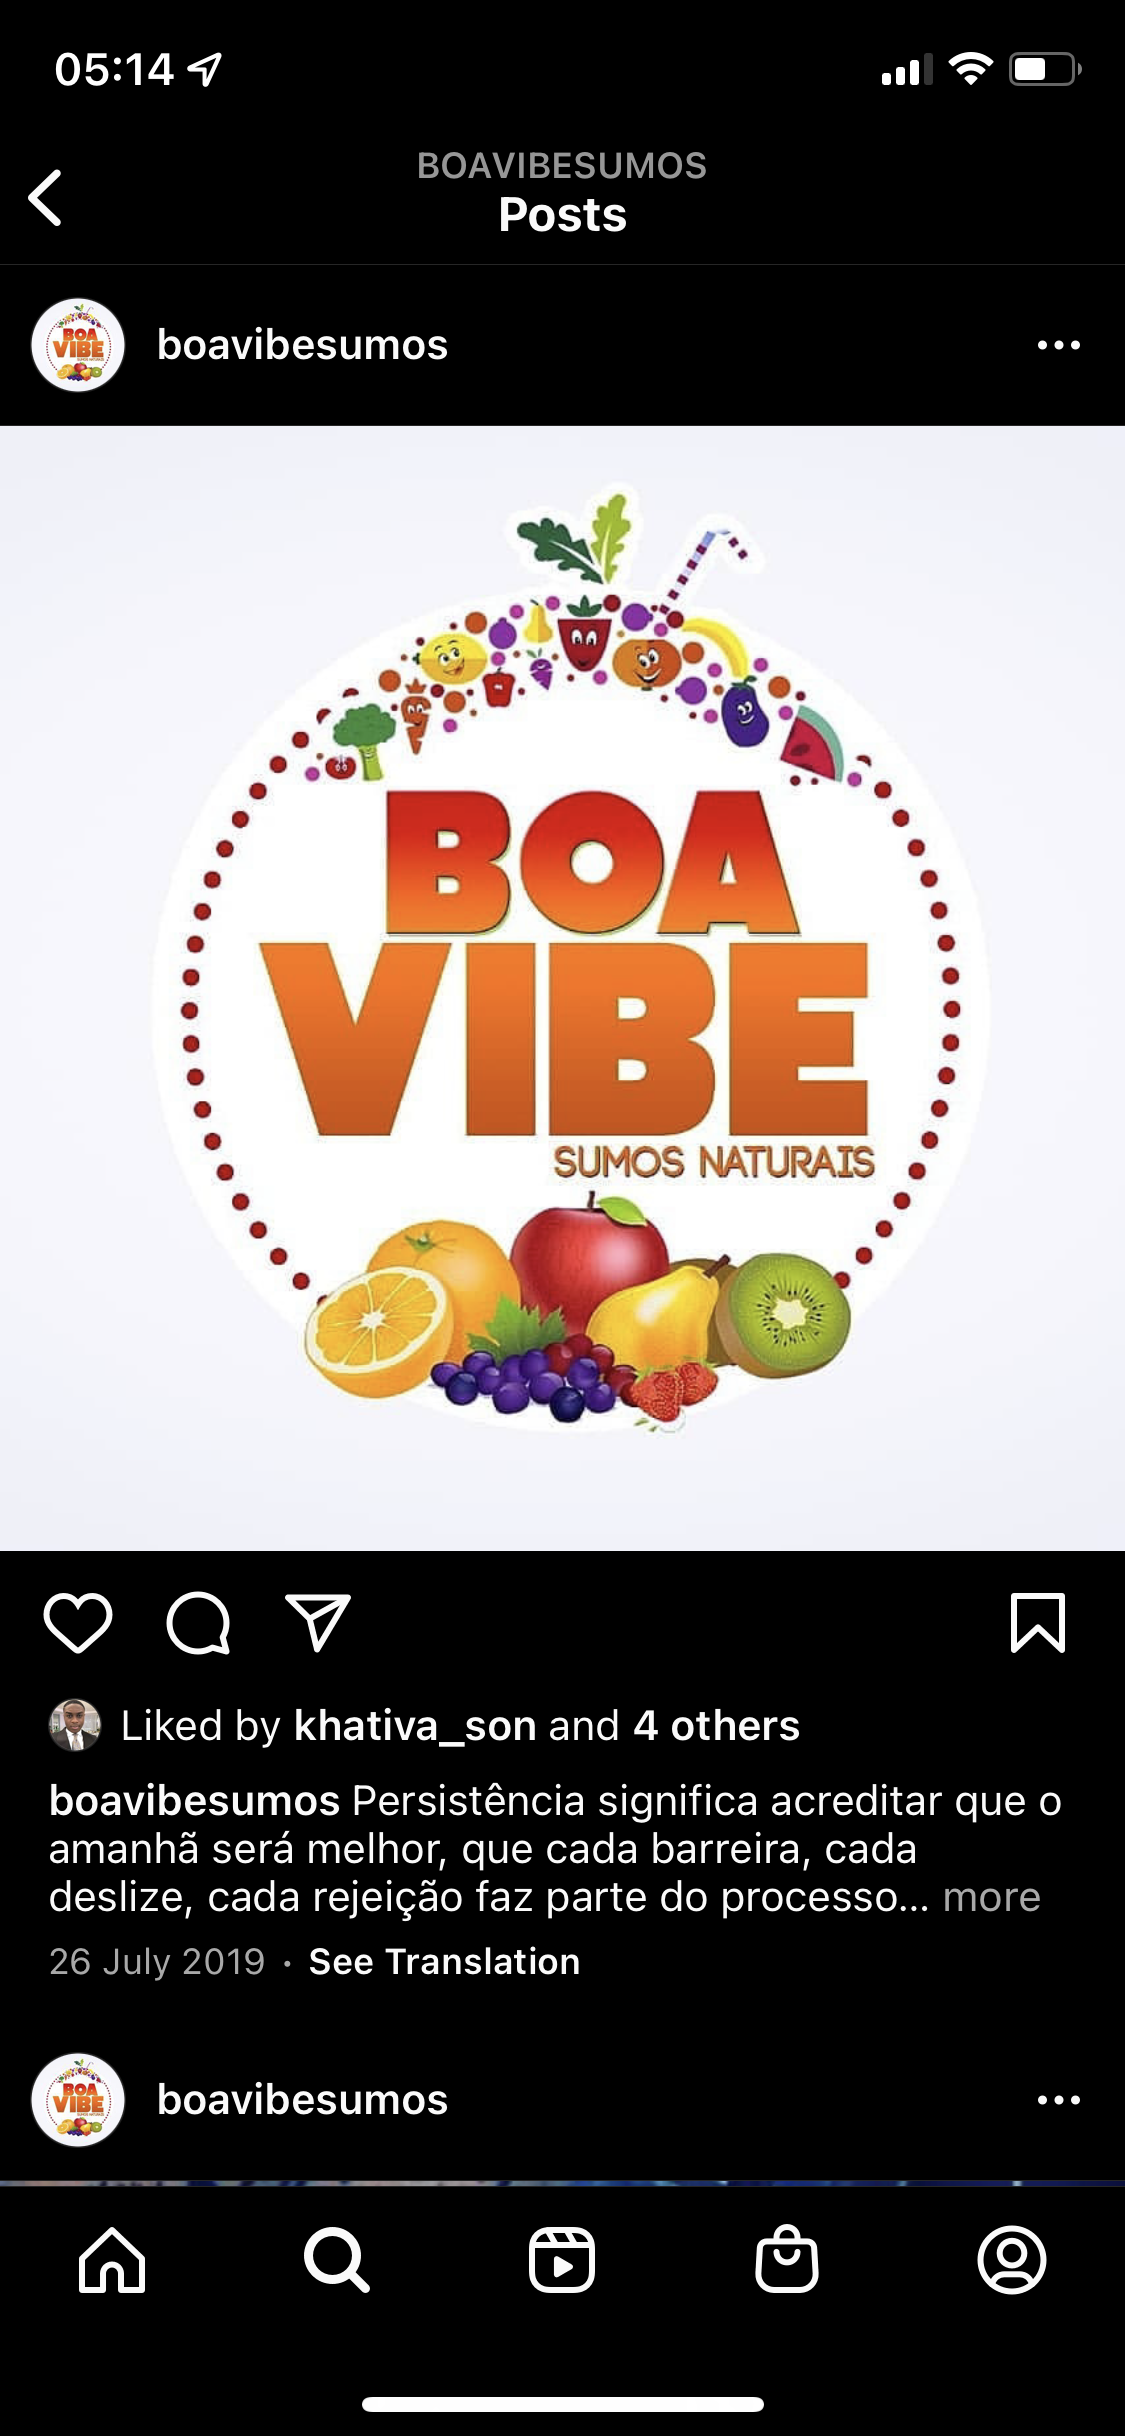 05:14
BOAVIBESUMOS
Posts
boavibesumos
BOA
VIBE
SUMOS NATURAIS
Liked by khativa_son and 4 others
boavibesumos Persistência significa acreditar que o
amanhã será melhor, que cada barreira, cada
deslize, cada rejeição faz parte do processo... more
26 July 2019 · See Translation
boavibesumos